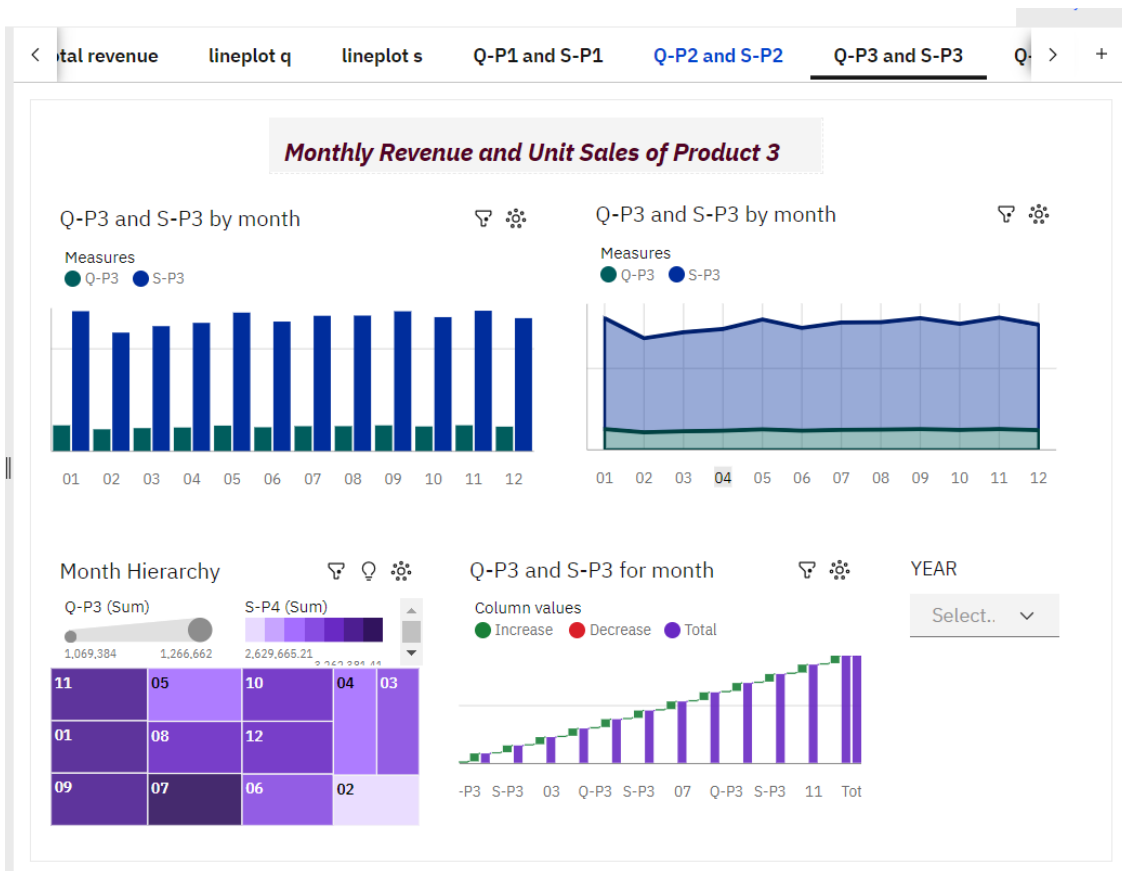 tal revenue lineplot q lineplot s Q-P1 and S-P1 Q-P2 and S-P2 Q-P3 and S-P3 Q-
Monthly Revenue and Unit Sales of Product 3
Q-P3 and S-P3 by month
Measures
Q-P3 S-P3
01 02 03 04 05 06 07 08 09 10 11 12
Q-P3 and S-P3 by month
Measures
Q-P3 S-P3
01 02 03 04 05 06 07 08 09 10 11 12
Month Hierarchy
Q-P3 (Sum) S-P4 (Sum)
1,069,384 1,266,662 2,629,665.21
11 05 10 04 03
01 08 12
09 07 06 02
Q-P3 and S-P3 for month
Column values
Increase Decrease Total
-P3 S-P3 03 Q-P3 S-P3 07 Q-P3 S-P3 11 Tot
YEAR
Select..